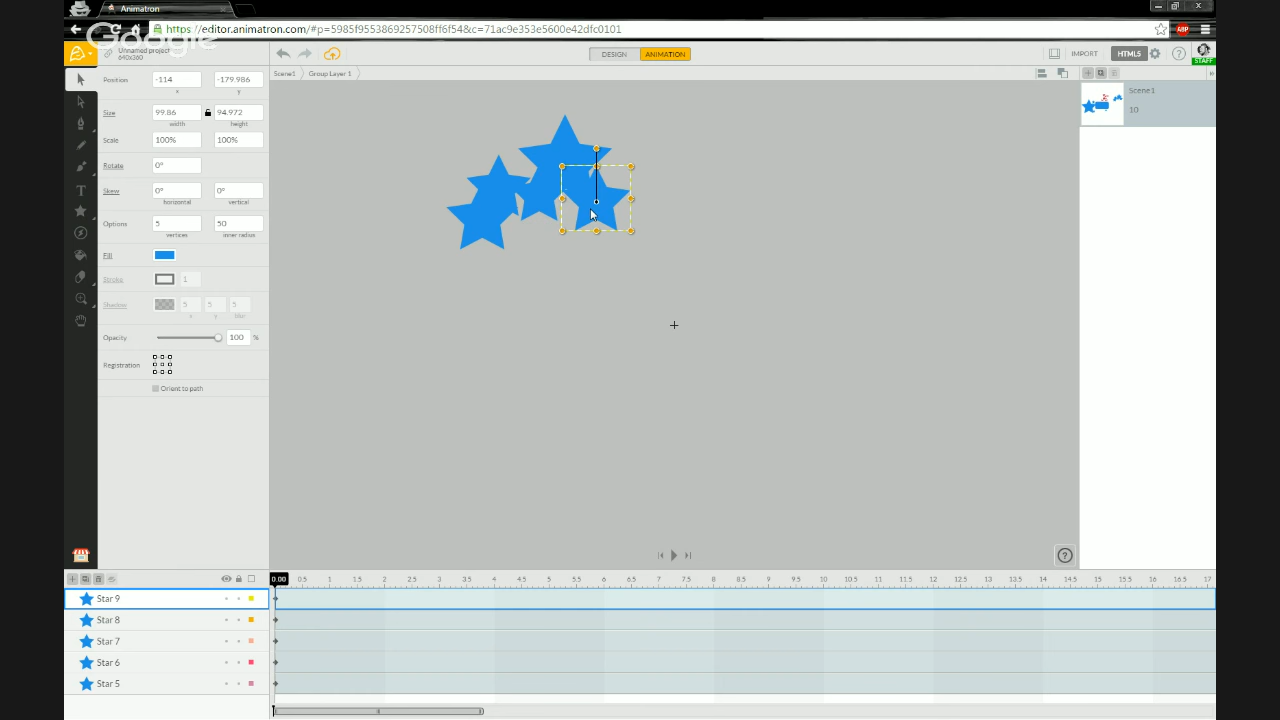 Animatron
https://editor.animatron.com/#p=5985f9553869257508ff6f54&c=71ac9e353e5600e42dfc0101
ABP
Google
Unnamed project
640x360
DESIGN
ANIMATION
IMPORT
HTML5
STAFF
Scene1
Group Layer 1
Position
-114
-179.986
x
y
Size
99.86
94.972
width
height
Scale
100%
100%
Rotate
0°
Skew
0°
0°
horizontal
vertical
Options
5
50
vertices
inner radius
Fill
Stroke
1
Shadow
5
5
5
x
y
blur
Opacity
100
%
Registration
Orient to path
Scene1
10
0.00
0.5 1 1.5 2 2.5 3 3.5 4 4.5 5 5.5 6 6.5 7 7.5 8 8.5 9 9.5 10 10.5 11 11.5 12 12.5 13 13.5 14 14.5 15 15.5 16 16.5 17
Star 9
Star 8
Star 7
Star 6
Star 5